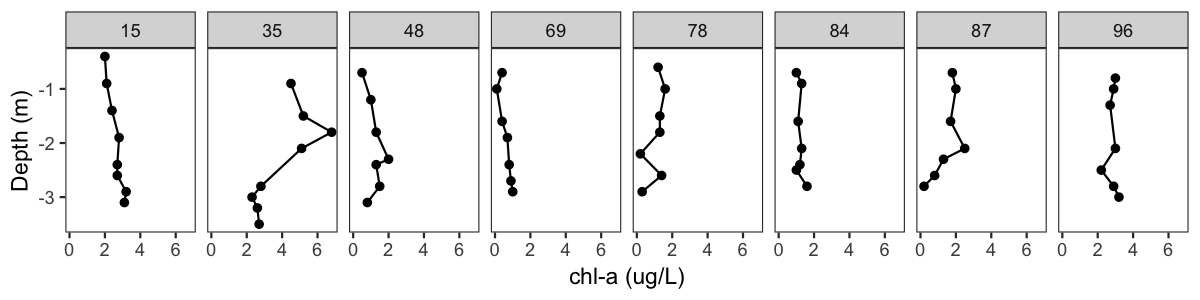 15 35 48 69 78 84 87 96
Depth (m)
-1
-2
-3
0 2 4 6 0 2 4 6 0 2 4 6 0 2 4 6 0 2 4 6 0 2 4 6 0 2 4 6 0 2 4 6
chl-a (ug/L)